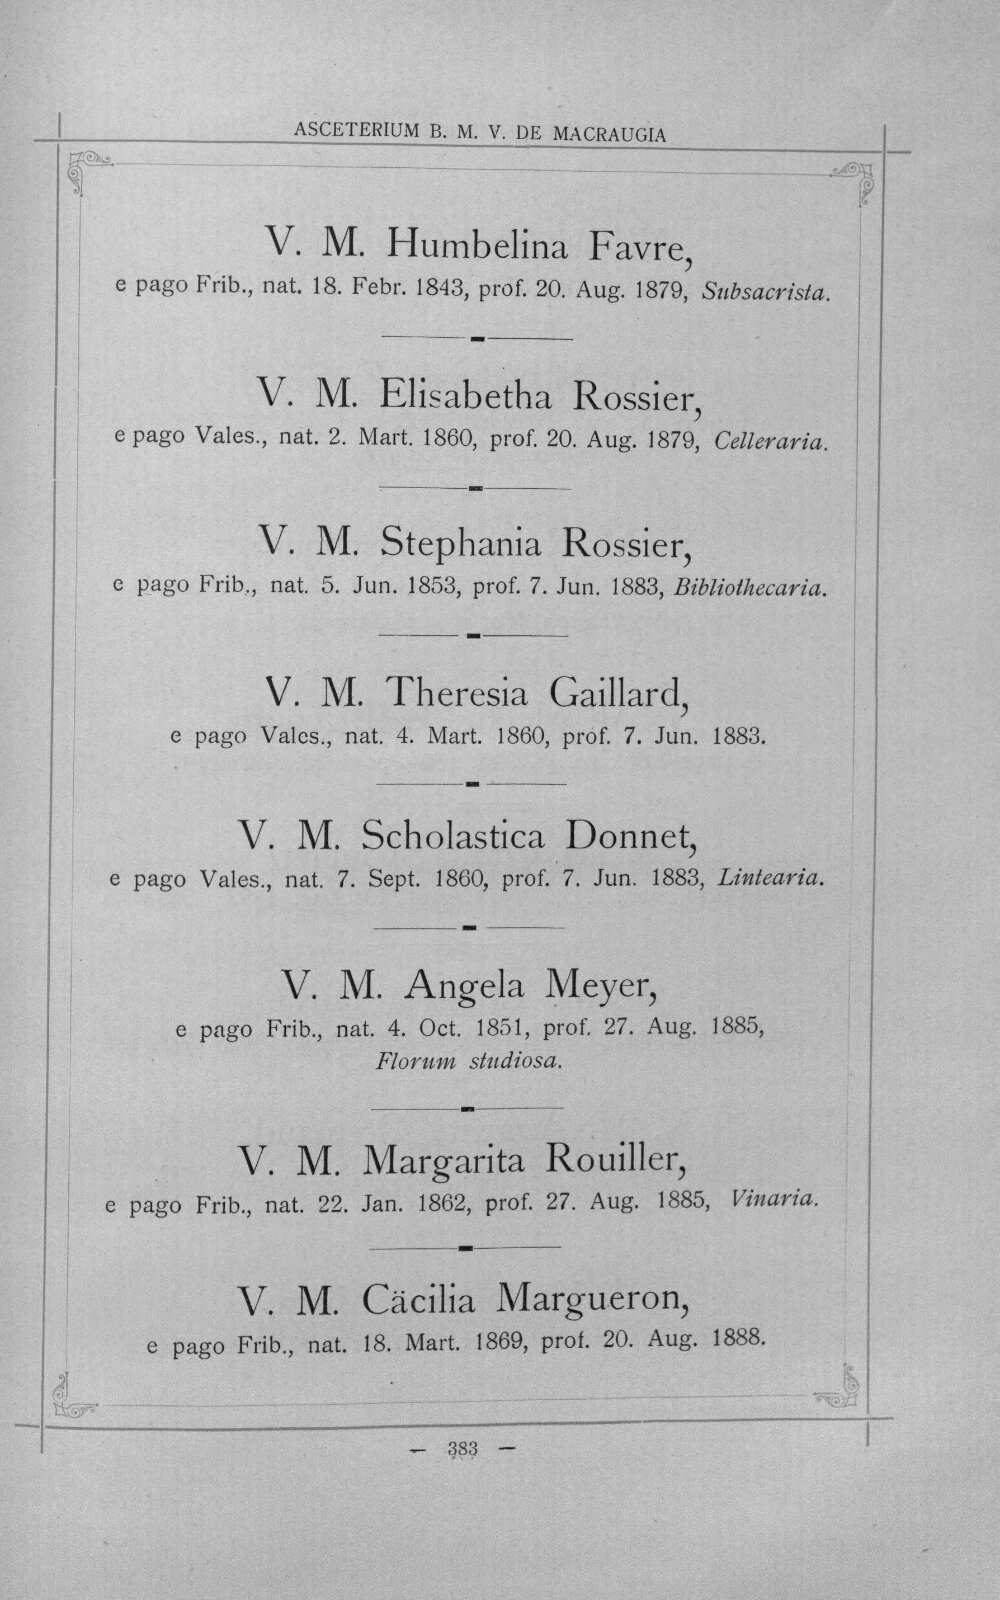 ASCETERIUM B. M. V. DE MACRAUGIA
V. M. Humbelina Favre,
e pago Frib., nat. 18. Febr. 1843, prof. 20. Aug. 1879, Subsacrista.
V. M. Elisabetha Rossier,
e pago Vales., nat. 2. Mart. 1860, prof. 20. Aug. 1879, Celleraria.
V. M. Stephania Rossier,
e pago Frib., nat. 5. Jun. 1853, prof. 7. Jun. 1883, Bibliothecaria.
V. M. Theresia Gaillard,
e pago Vales., nat. 4. Mart. 1860, prof. 7. Jun. 1883.
V. M. Scholastica Donnet,
e pago Vales., nat. 7. Sept. 1860, prof. 7. Jun. 1883, Lintearia.
V. M. Angela Meyer,
e pago Frib., nat. 4. Oct. 1851, prof. 27. Aug. 1885,
Florum studiosa.
V. M. Margarita Rouiller,
e pago Frib., nat. 22. Jan. 1862, prof. 27. Aug. 1885, Vinaria.
V. M. Cäcilia Margueron,
e pago Frib., nat. 18. Mart. 1869, prof. 20. Aug. 1888.
— 383 —